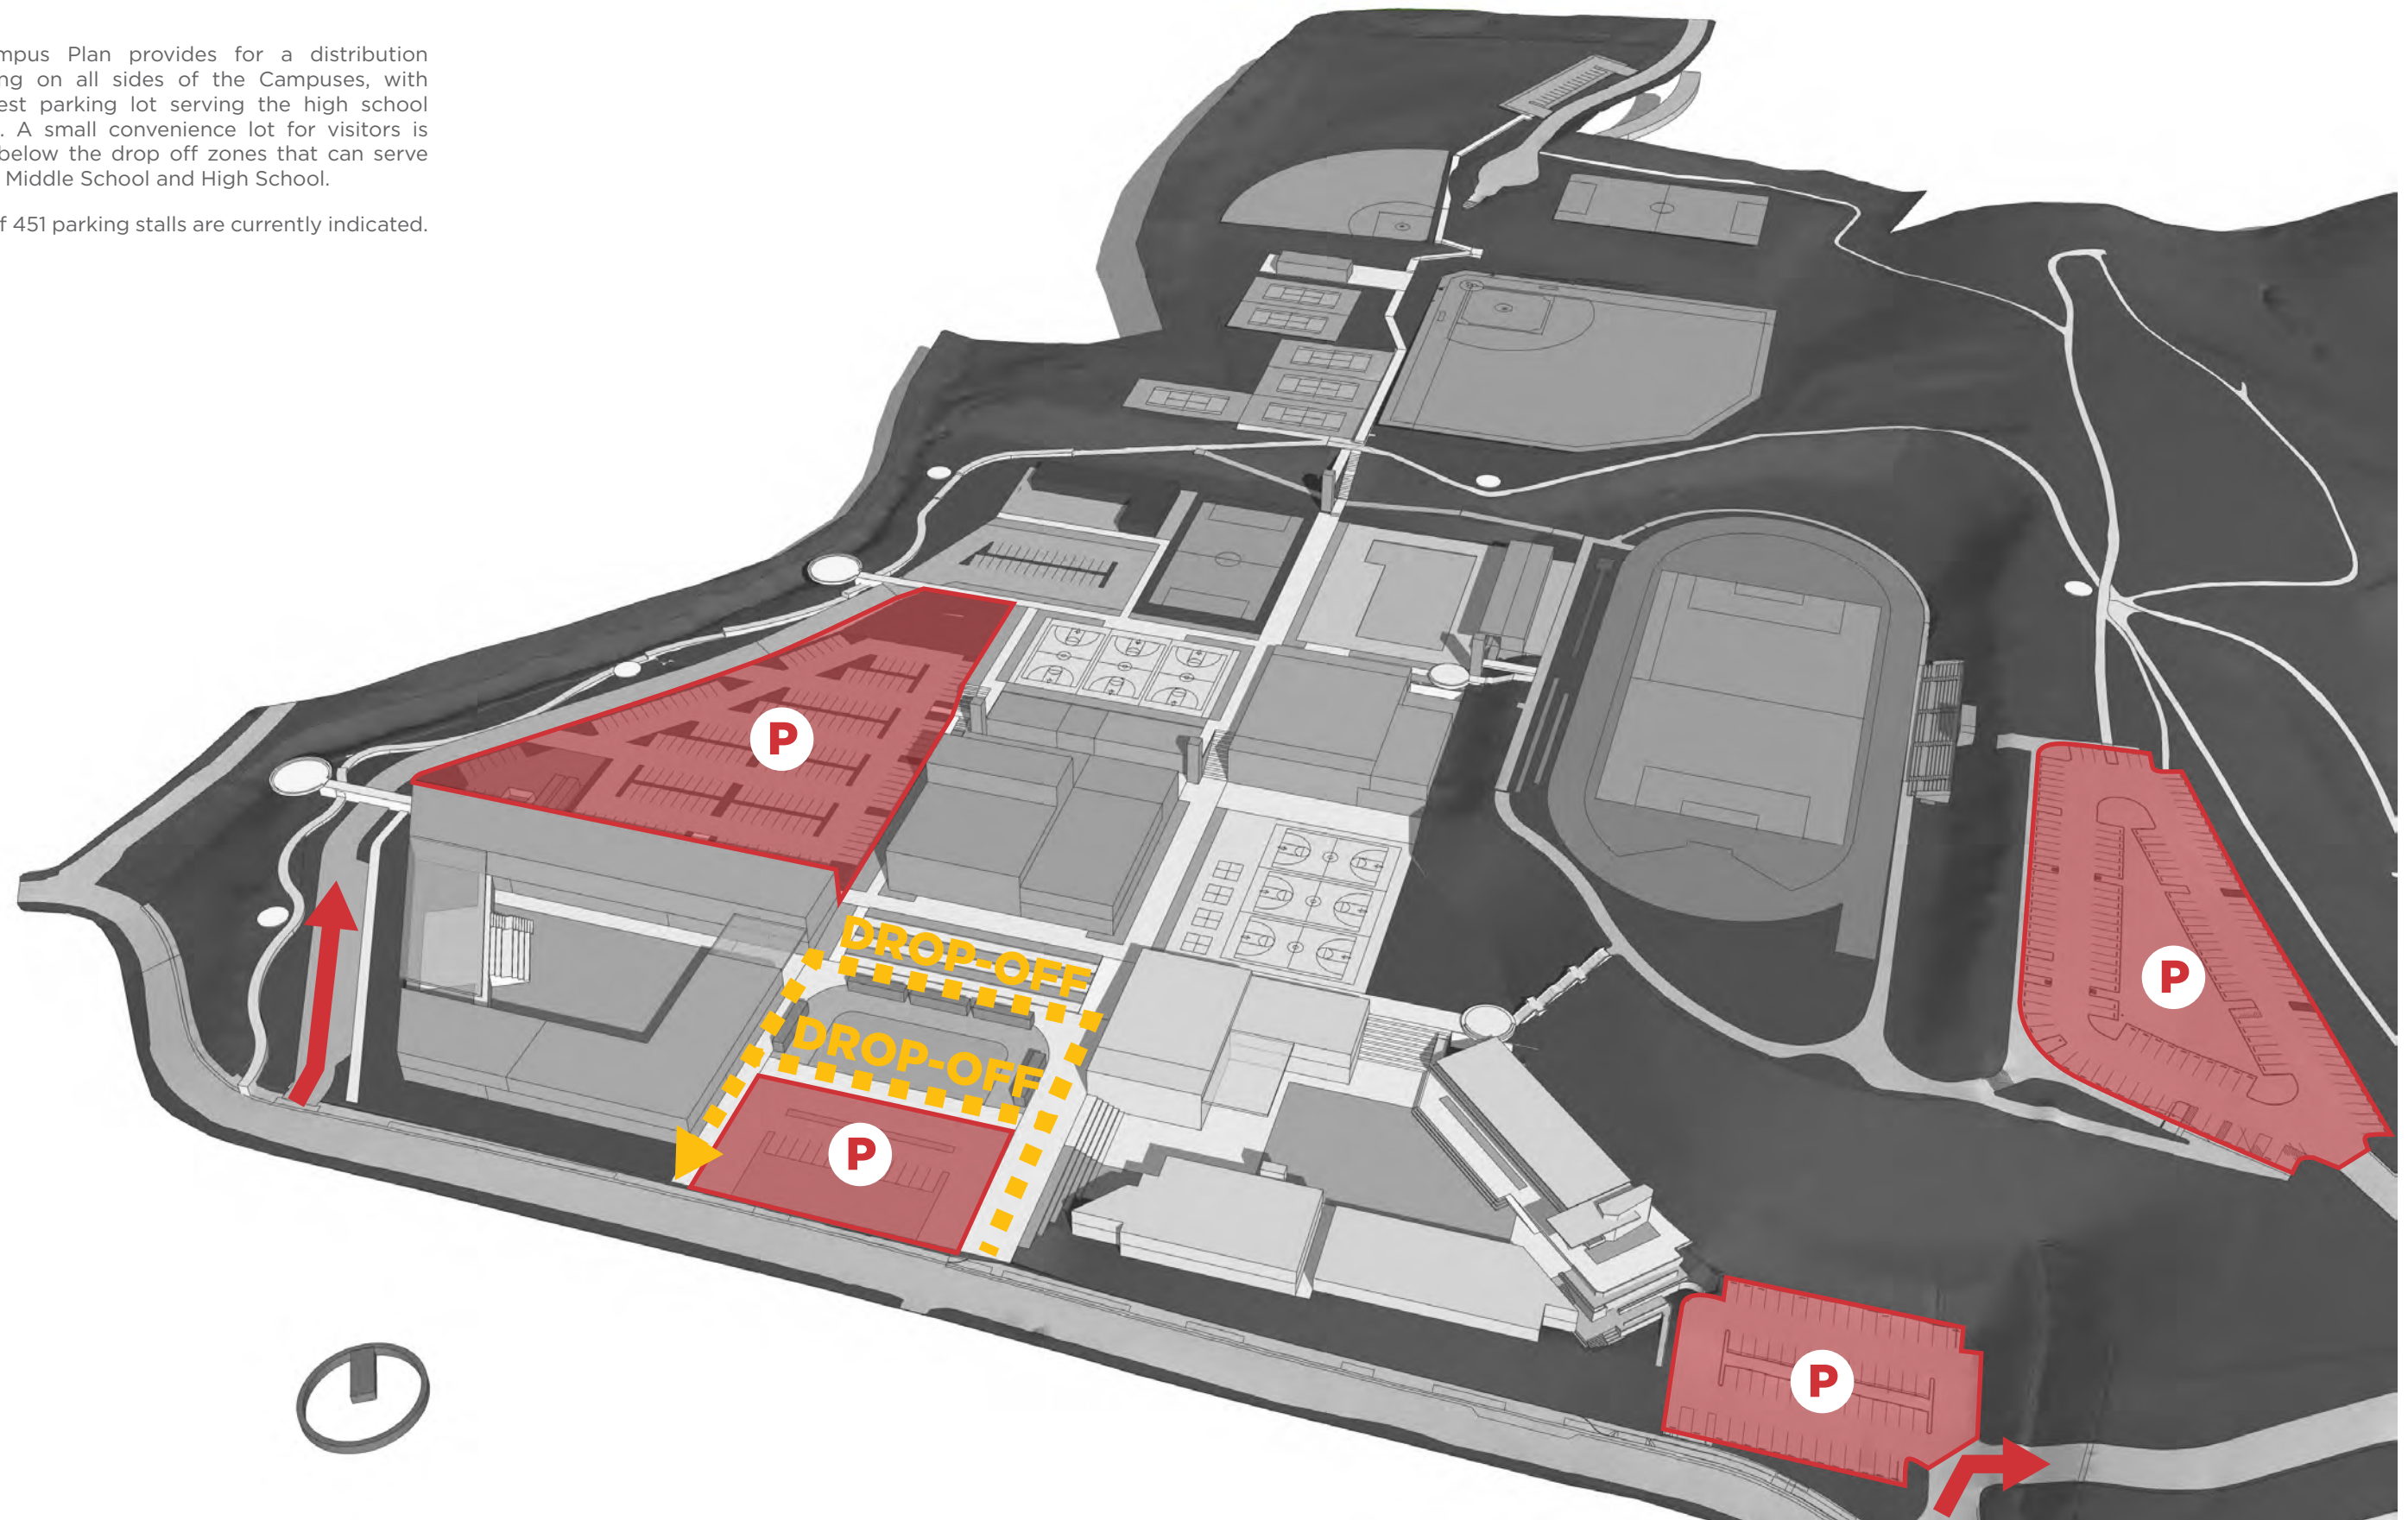 mpus Plan provides for a distribution
ng on all sides of the Campuses, with
est parking lot serving the high school
. A small convenience lot for visitors is
below the drop off zones that can serve
Middle School and High School.
f 451 parking stalls are currently indicated.
P
DROP-OFF
P
DROP-OFF
P
P